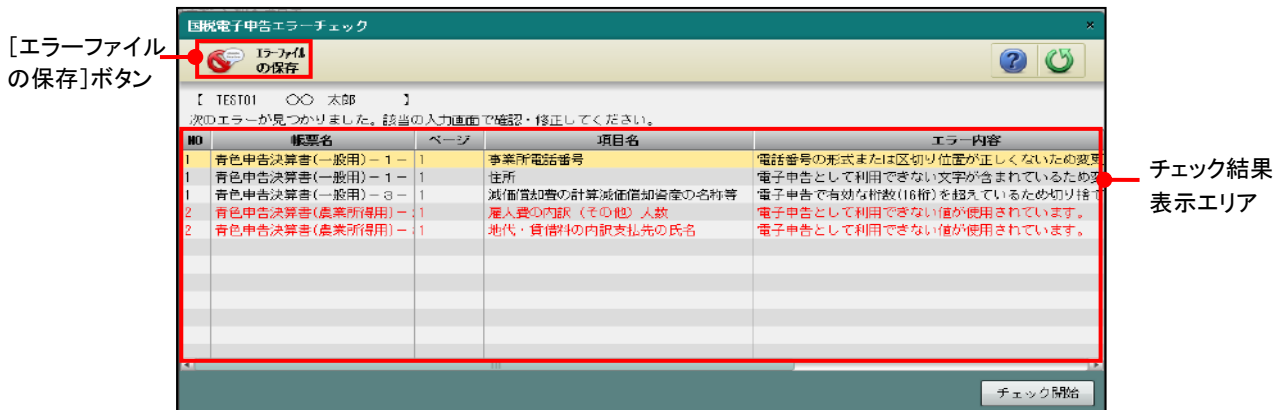 国税電子申告エラーチェック ×
[エラーファイル
の保存]ボタン
エラーファイル
の保存
【 TEST01 ○○ 太郎 】
次のエラーが見つかりました。該当の入力画面で確認・修正してください。
NO 帳票名 ページ 項目名 エラー内容
1 青色申告決算書(一般用)－1－ 1 事業所電話番号 電話番号の形式または区切り位置が正しくないため変更
1 青色申告決算書(一般用)－1－ 1 住所 電子申告として利用できない文字が含まれているため変
1 青色申告決算書(一般用)－3－ 1 減価償却費の計算減価償却資産の名称等 電子申告で有効な桁数(16桁)を超えているため切り捨て
2 青色申告決算書(農業所得用)－ 1 雇人費の内訳（その他）人数 電子申告として利用できない値が使用されています。
2 青色申告決算書(農業所得用)－ 1 地代・賃借料の内訳支払先の氏名 電子申告として利用できない値が使用されています。
チェック結果
表示エリア
チェック開始